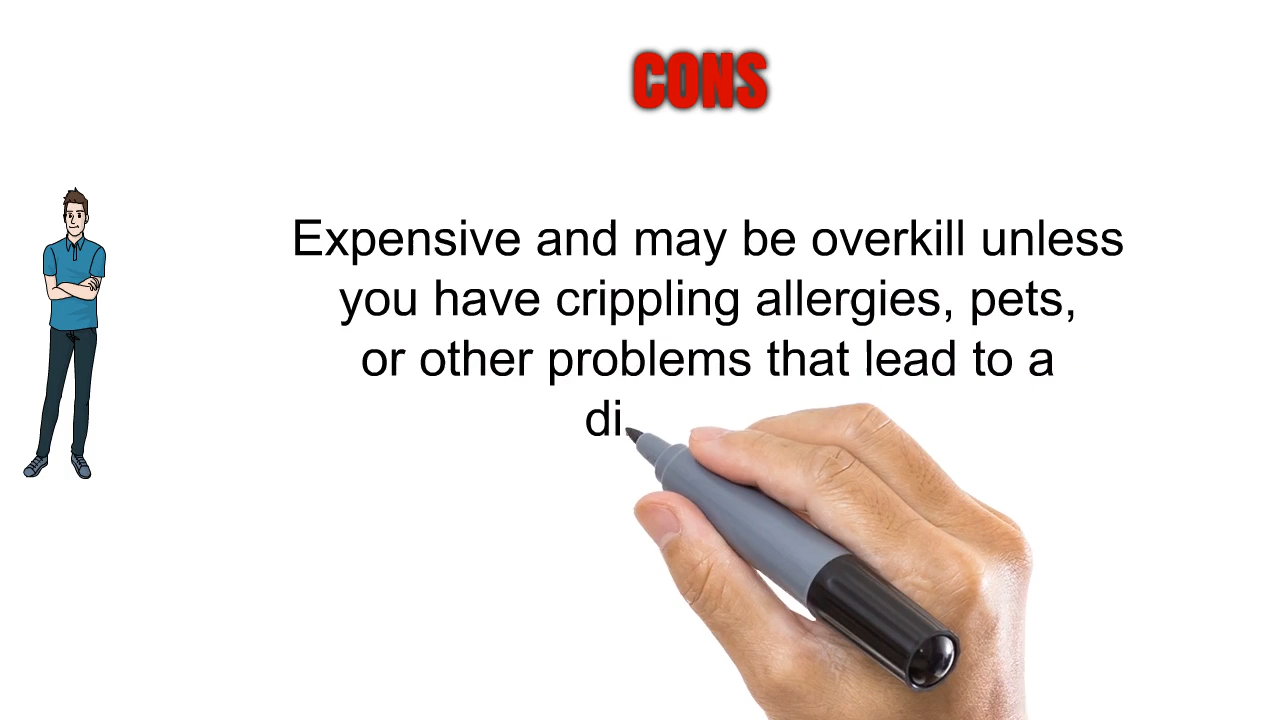 CONS
Expensive and may be overkill unless
you have crippling allergies, pets,
or other problems that lead to a
di